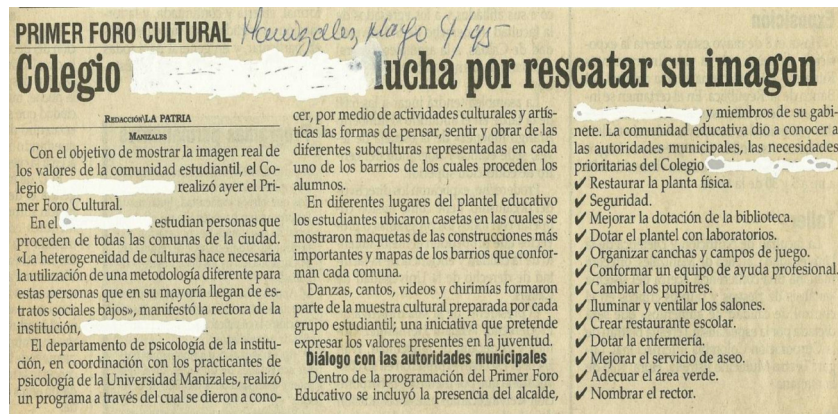 PRIMER FORO CULTURAL Manizales, Mayo 4/95
Colegio lucha por rescatar su imagen
REDACCIÓN\LA PATRIA
MANIZALES
Con el objetivo de mostrar la imagen real de
los valores de la comunidad estudiantil, el Co-
legio realizó ayer el Pri-
mer Foro Cultural.
En el estudian personas que
proceden de todas las comunas de la ciudad.
«La heterogeneidad de culturas hace necesaria
la utilización de una metodología diferente para
estas personas que en su mayoría llegan de es-
tratos sociales bajos», manifestó la rectora de la
institución,
El departamento de psicología de la institu-
ción, en coordinación con los practicantes de
psicología de la Universidad Manizales, realizó
un programa a través del cual se dieron a cono-
cer, por medio de actividades culturales y artís-
ticas las formas de pensar, sentir y obrar de las
diferentes subculturas representadas en cada
uno de los barrios de los cuales proceden los
alumnos.
En diferentes lugares del plantel educativo
los estudiantes ubicaron casetas en las cuales se
mostraron maquetas de las construcciones más
importantes y mapas de los barrios que confor-
man cada comuna.
Danzas, cantos, videos y chirimías formaron
parte de la muestra cultural preparada por cada
grupo estudiantil; una iniciativa que pretende
expresar los valores presentes en la juventud.
Diálogo con las autoridades municipales
Dentro de la programación del Primer Foro
Educativo se incluyó la presencia del alcalde,
y miembros de su gabi-
nete. La comunidad educativa dio a conocer a
las autoridades municipales, las necesidades
prioritarias del Colegio
✔ Restaurar la planta física.
✔ Seguridad.
✔ Mejorar la dotación de la biblioteca.
✔ Dotar el plantel con laboratorios.
✔ Organizar canchas y campos de juego.
✔ Conformar un equipo de ayuda profesional.
✔ Cambiar los pupitres.
✔ Iluminar y ventilar los salones.
✔ Crear restaurante escolar.
✔ Dotar la enfermería.
✔ Mejorar el servicio de aseo.
✔ Adecuar el área verde.
✔ Nombrar el rector.